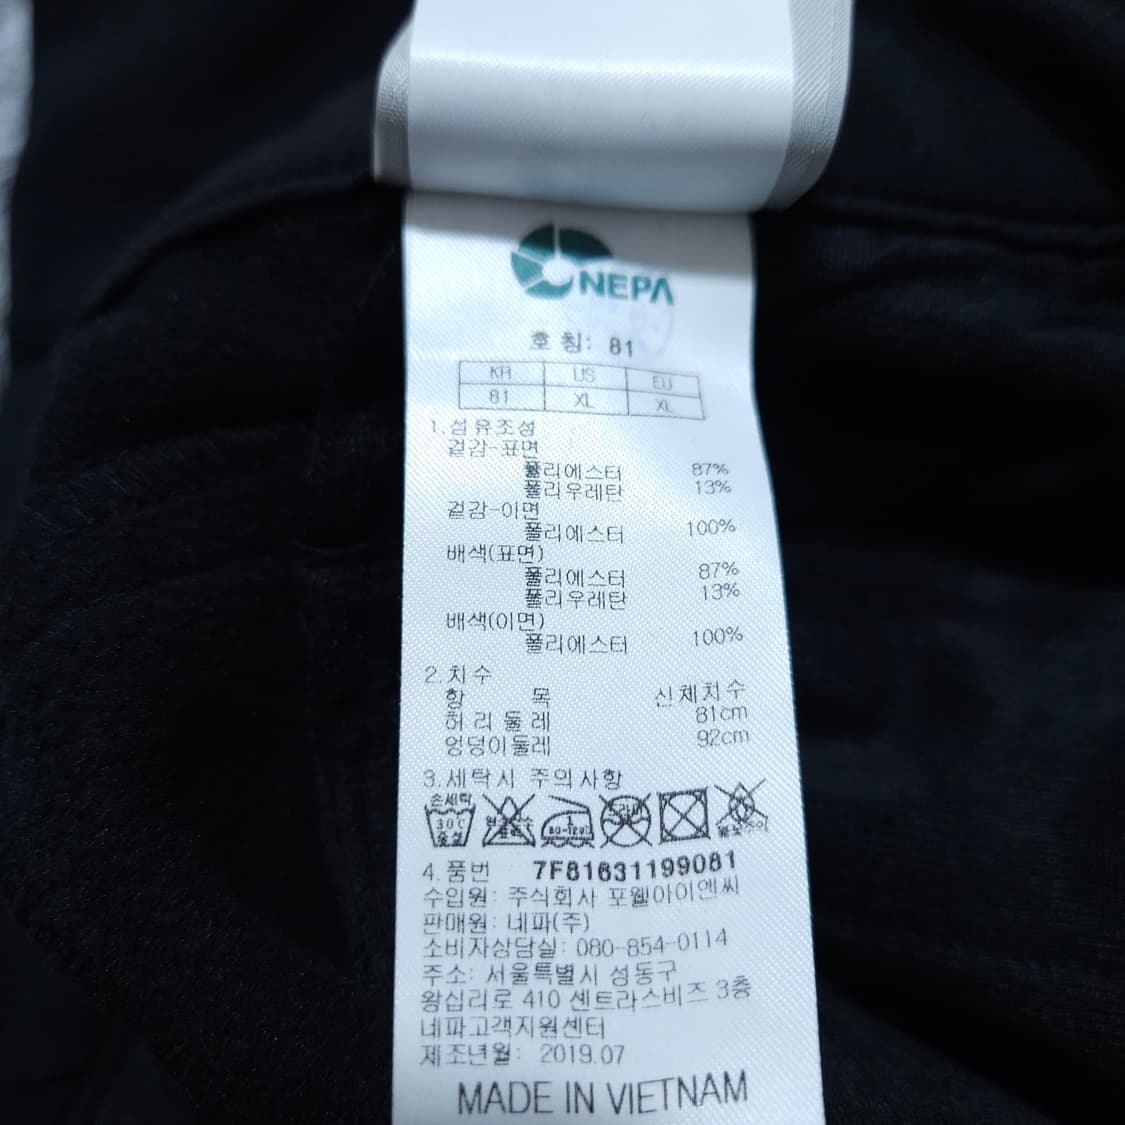 NEPA
호 칭: 81
KR US EU
81 XL XL
1.섬유조성
겉감-표면
폴리에스터 87%
폴리우레탄 13%
겉감-이면
폴리에스터 100%
배색(표면)
폴리에스터 87%
폴리우레탄 13%
배색(이면)
폴리에스터 100%
2.치수
항 목 신체치수
허리둘레 81cm
엉덩이둘레 92cm
3.세탁시 주의사항
손세탁
30℃
중성
80-120℃
4.품번 7F81631199081
수입원: 주식회사 포웰아이엔씨
판매원: 네파(주)
소비자상담실: 080-854-0114
주소: 서울특별시 성동구
왕십리로 410 센트라스비즈 3층
네파고객지원센터
제조년월: 2019.07
MADE IN VIETNAM